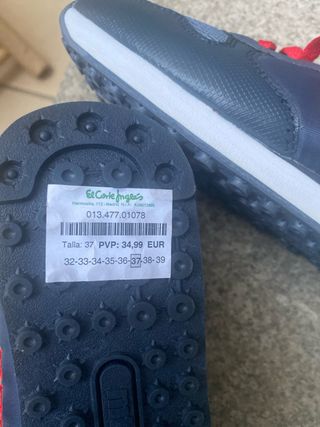 El Corte Inglés
013.477.01078
Talla: 37 PVP: 34,99 EUR
32-33-34-35-36-37-38-39